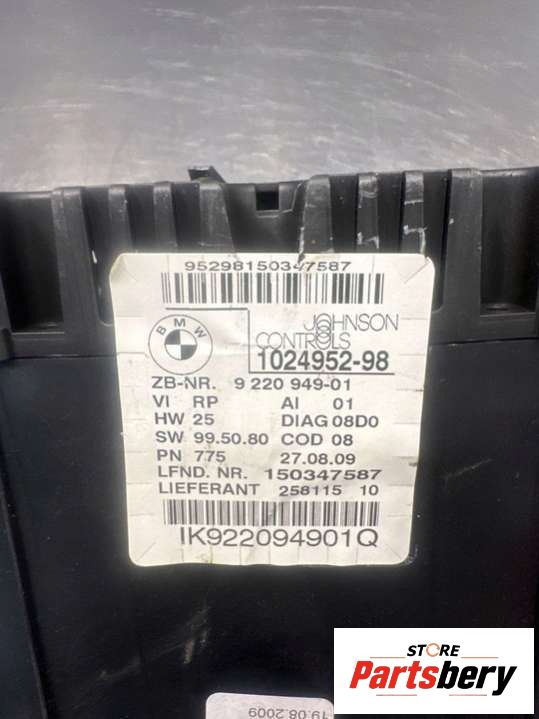 95298150347587
BMW
JOHNSON
CONTROLS
1024952-98
ZB-NR. 9 220 949-01
VI RP AI 01
HW 25 DIAG 08D0
SW 99.50.80 COD 08
PN 775 27.08.09
LFND. NR. 150347587
LIEFERANT 258115 10
IK922094901Q
STORE
Partsbery
19.08.2009